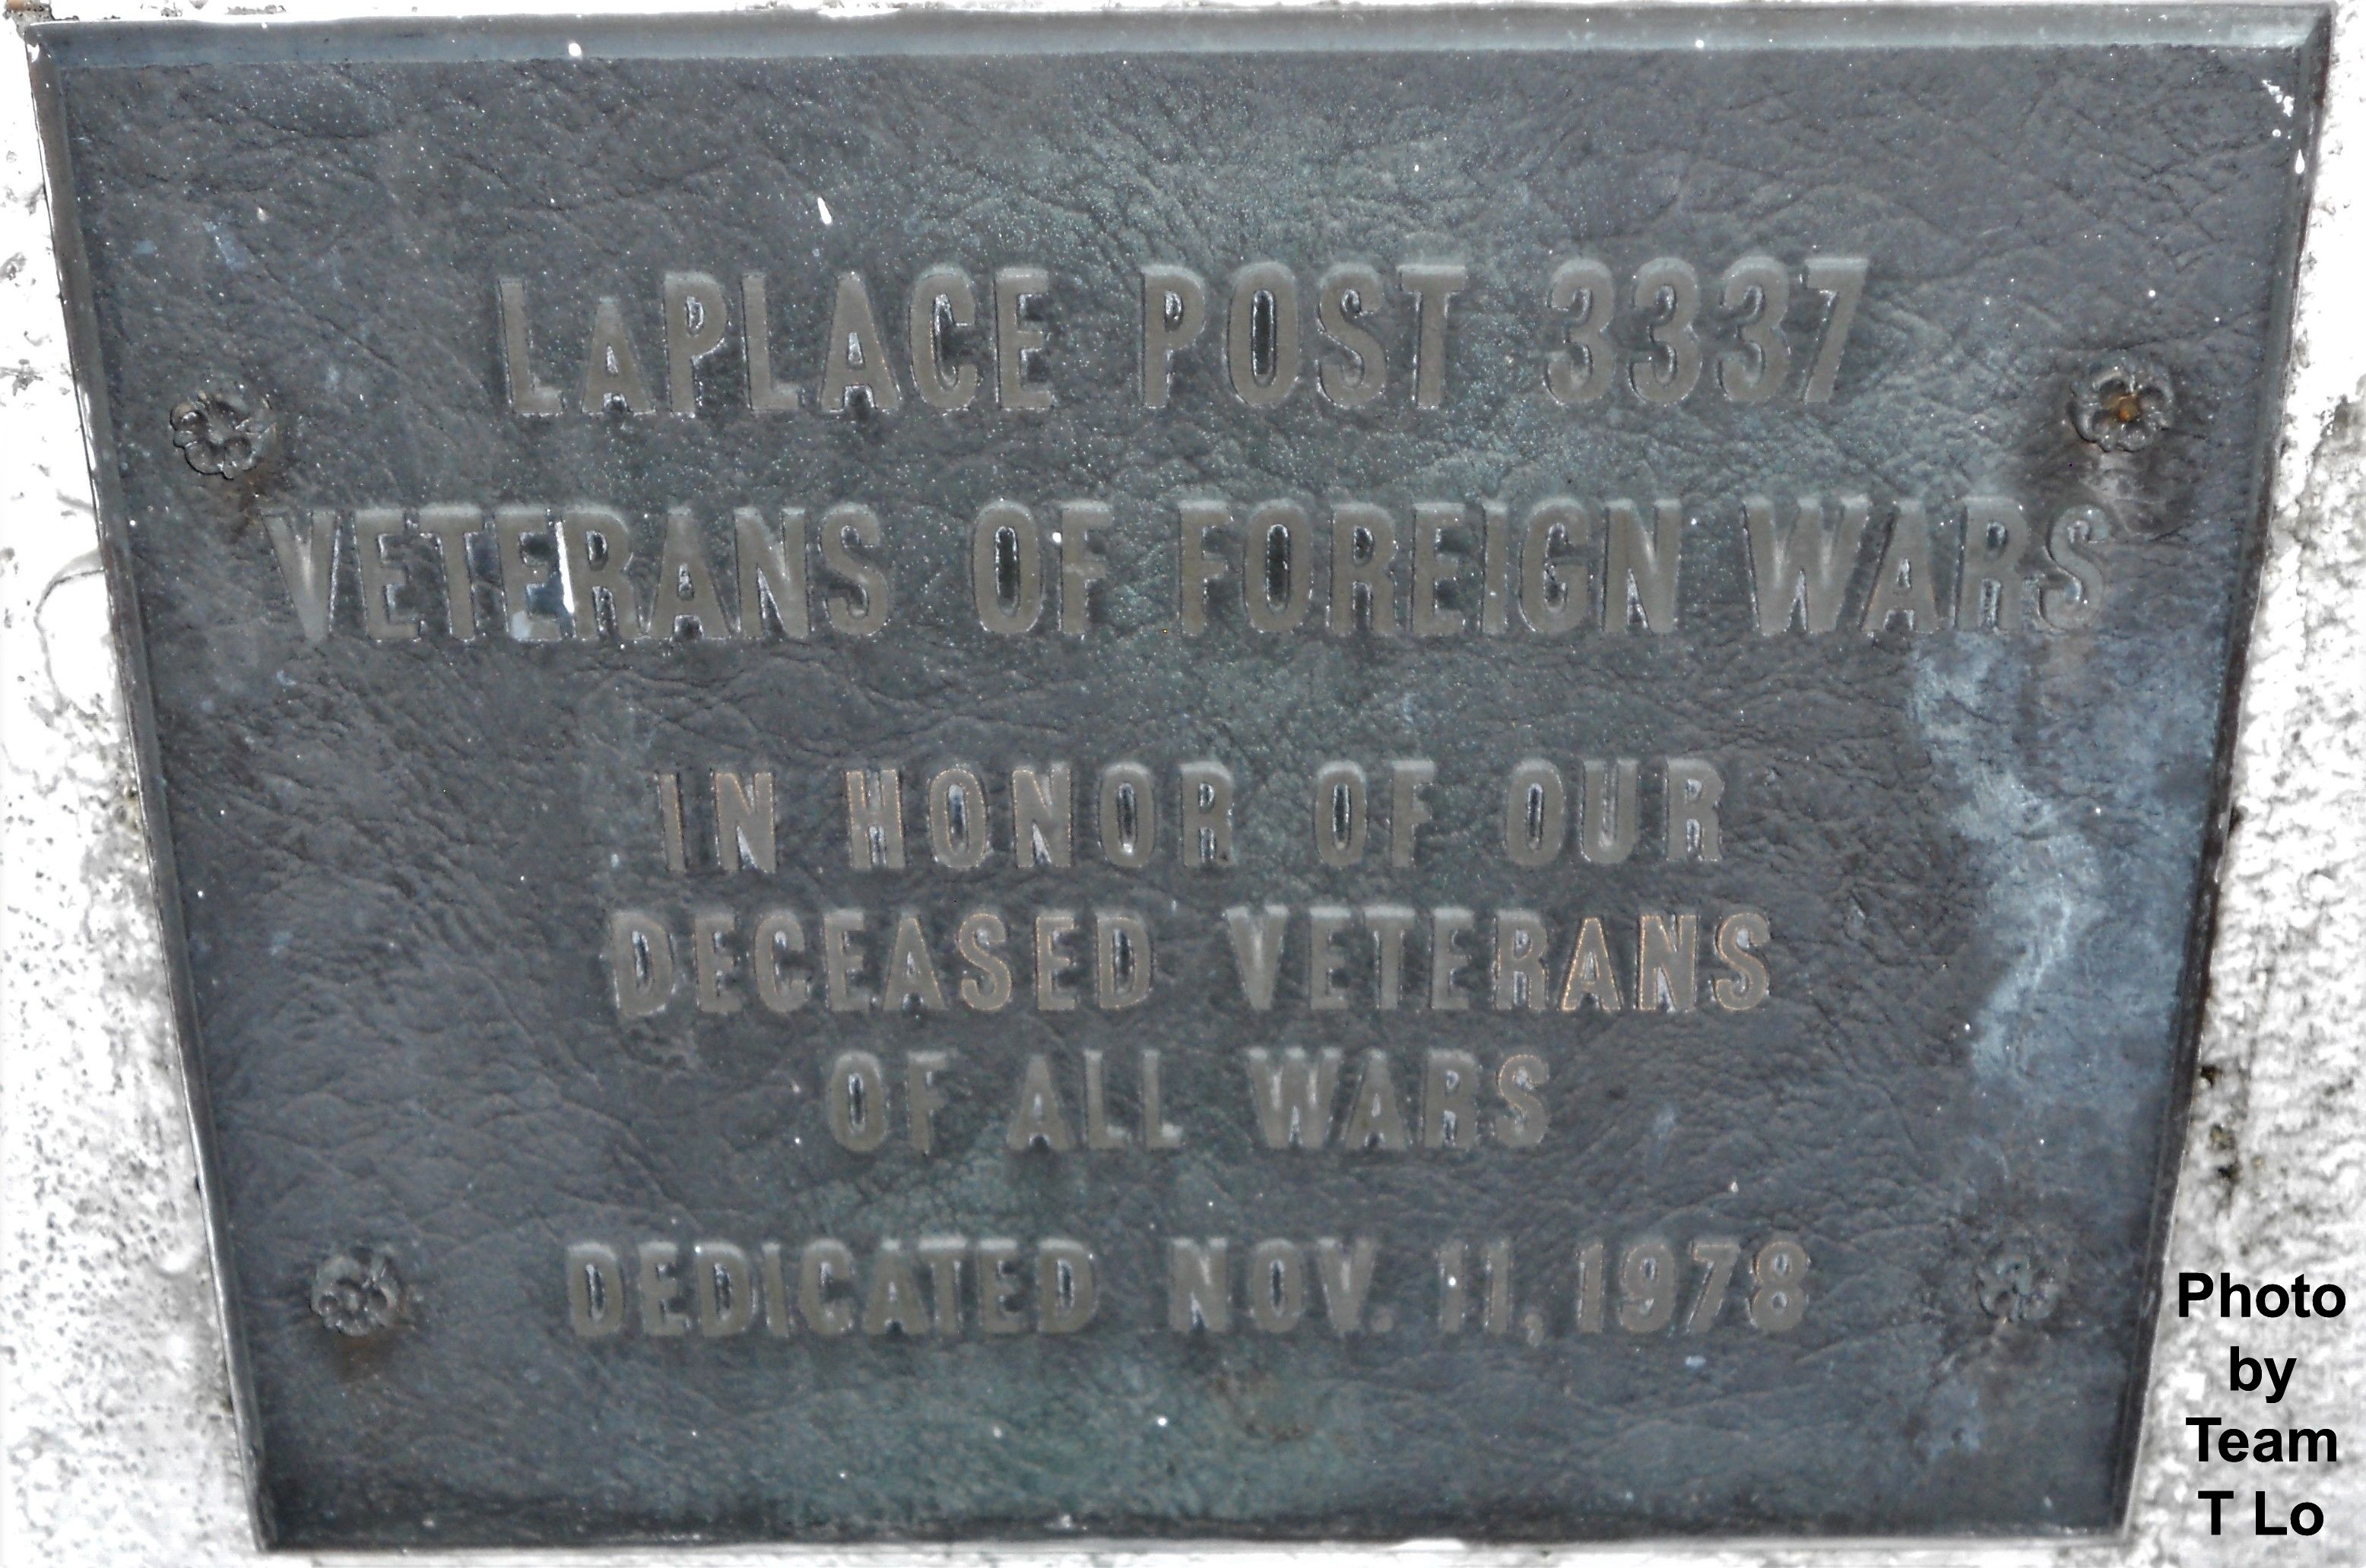 LaPLACE POST 3337
VETERANS OF FOREIGN WARS
IN HONOR OF OUR
DECEASED VETERANS
OF ALL WARS
DEDICATED NOV. 11, 1978
Photo
by
Team
T Lo